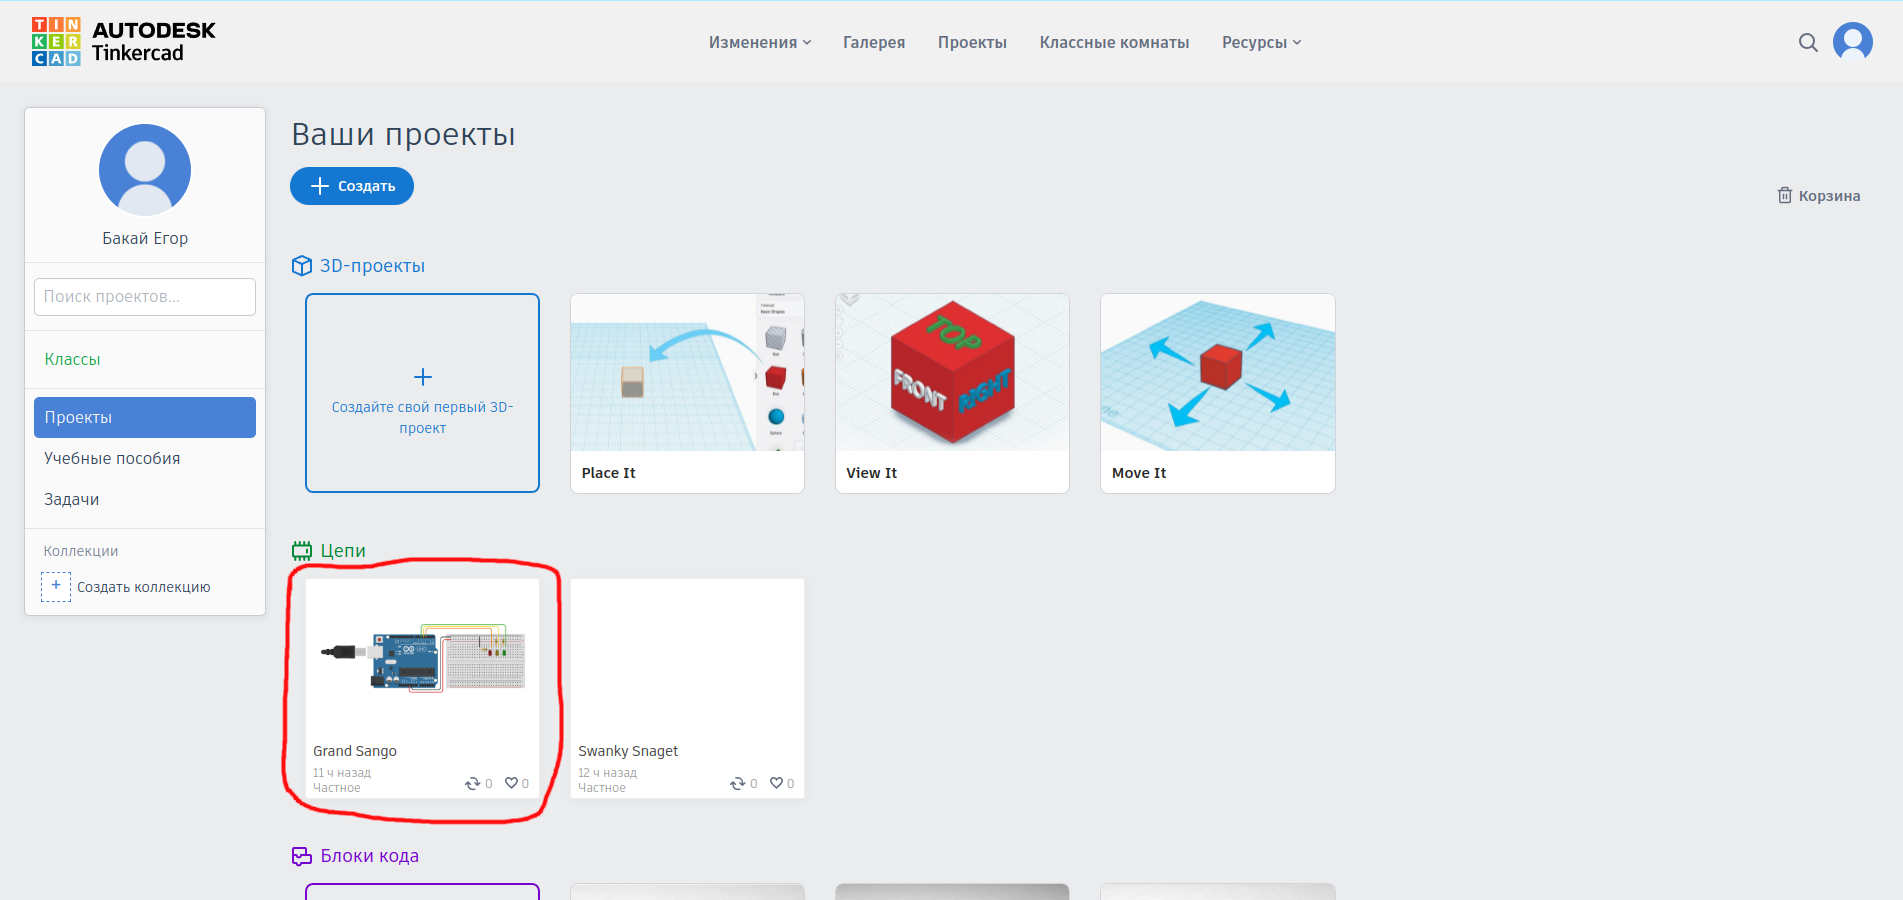 TIN
KER
CAD
AUTODESK
Tinkercad
Изменения
Галерея
Проекты
Классные комнаты
Ресурсы
Бакай Егор
Поиск проектов...
Классы
Проекты
Учебные пособия
Задачи
Коллекции
+ Создать коллекцию
Ваши проекты
+ Создать
Корзина
3D-проекты
+
Создайте свой первый 3D-
проект
Place It
TOP
FRONT
RIGHT
View It
Move It
Цепи
Grand Sango
11 ч назад
Частное
0
0
Swanky Snaget
12 ч назад
Частное
0
0
Блоки кода